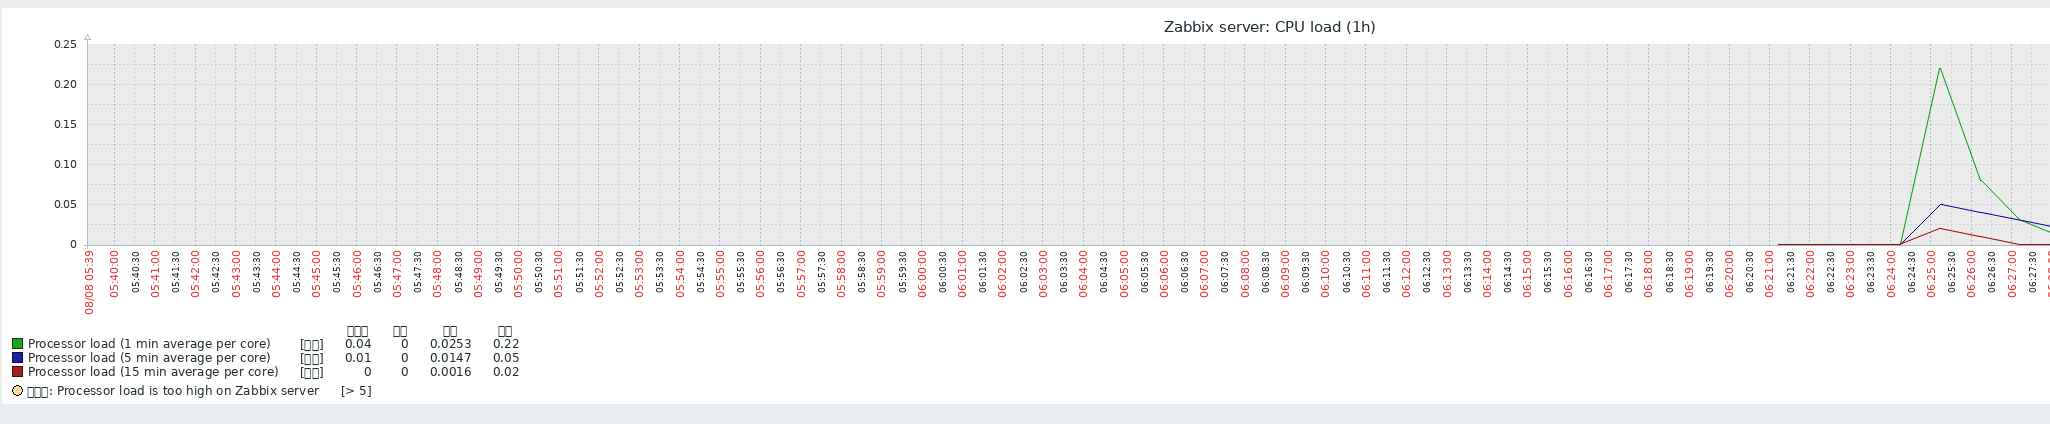 Zabbix server: CPU load (1h)
0.25
0.20
0.15
0.10
0.05
0
08/08 05:39 05:40:00 05:40:30 05:41:00 05:41:30 05:42:00 05:42:30 05:43:00 05:43:30 05:44:00 05:44:30 05:45:00 05:45:30 05:46:00 05:46:30 05:47:00 05:47:30 05:48:00 05:48:30 05:49:00 05:49:30 05:50:00 05:50:30 05:51:00 05:51:30 05:52:00 05:52:30 05:53:00 05:53:30 05:54:00 05:54:30 05:55:00 05:55:30 05:56:00 05:56:30 05:57:00 05:57:30 05:58:00 05:58:30 05:59:00 05:59:30 06:00:00 06:00:30 06:01:00 06:01:30 06:02:00 06:02:30 06:03:00 06:03:30 06:04:00 06:04:30 06:05:00 06:05:30 06:06:00 06:06:30 06:07:00 06:07:30 06:08:00 06:08:30 06:09:00 06:09:30 06:10:00 06:10:30 06:11:00 06:11:30 06:12:00 06:12:30 06:13:00 06:13:30 06:14:00 06:14:30 06:15:00 06:15:30 06:16:00 06:16:30 06:17:00 06:17:30 06:18:00 06:18:30 06:19:00 06:19:30 06:20:00 06:20:30 06:21:00 06:21:30 06:22:00 06:22:30 06:23:00 06:23:30 06:24:00 06:24:30 06:25:00 06:25:30 06:26:00 06:26:30 06:27:00 06:27:30
Processor load (1 min average per core) 0.04 0 0.0253 0.22
Processor load (5 min average per core) 0.01 0 0.0147 0.05
Processor load (15 min average per core) 0 0 0.0016 0.02
: Processor load is too high on Zabbix server [> 5]